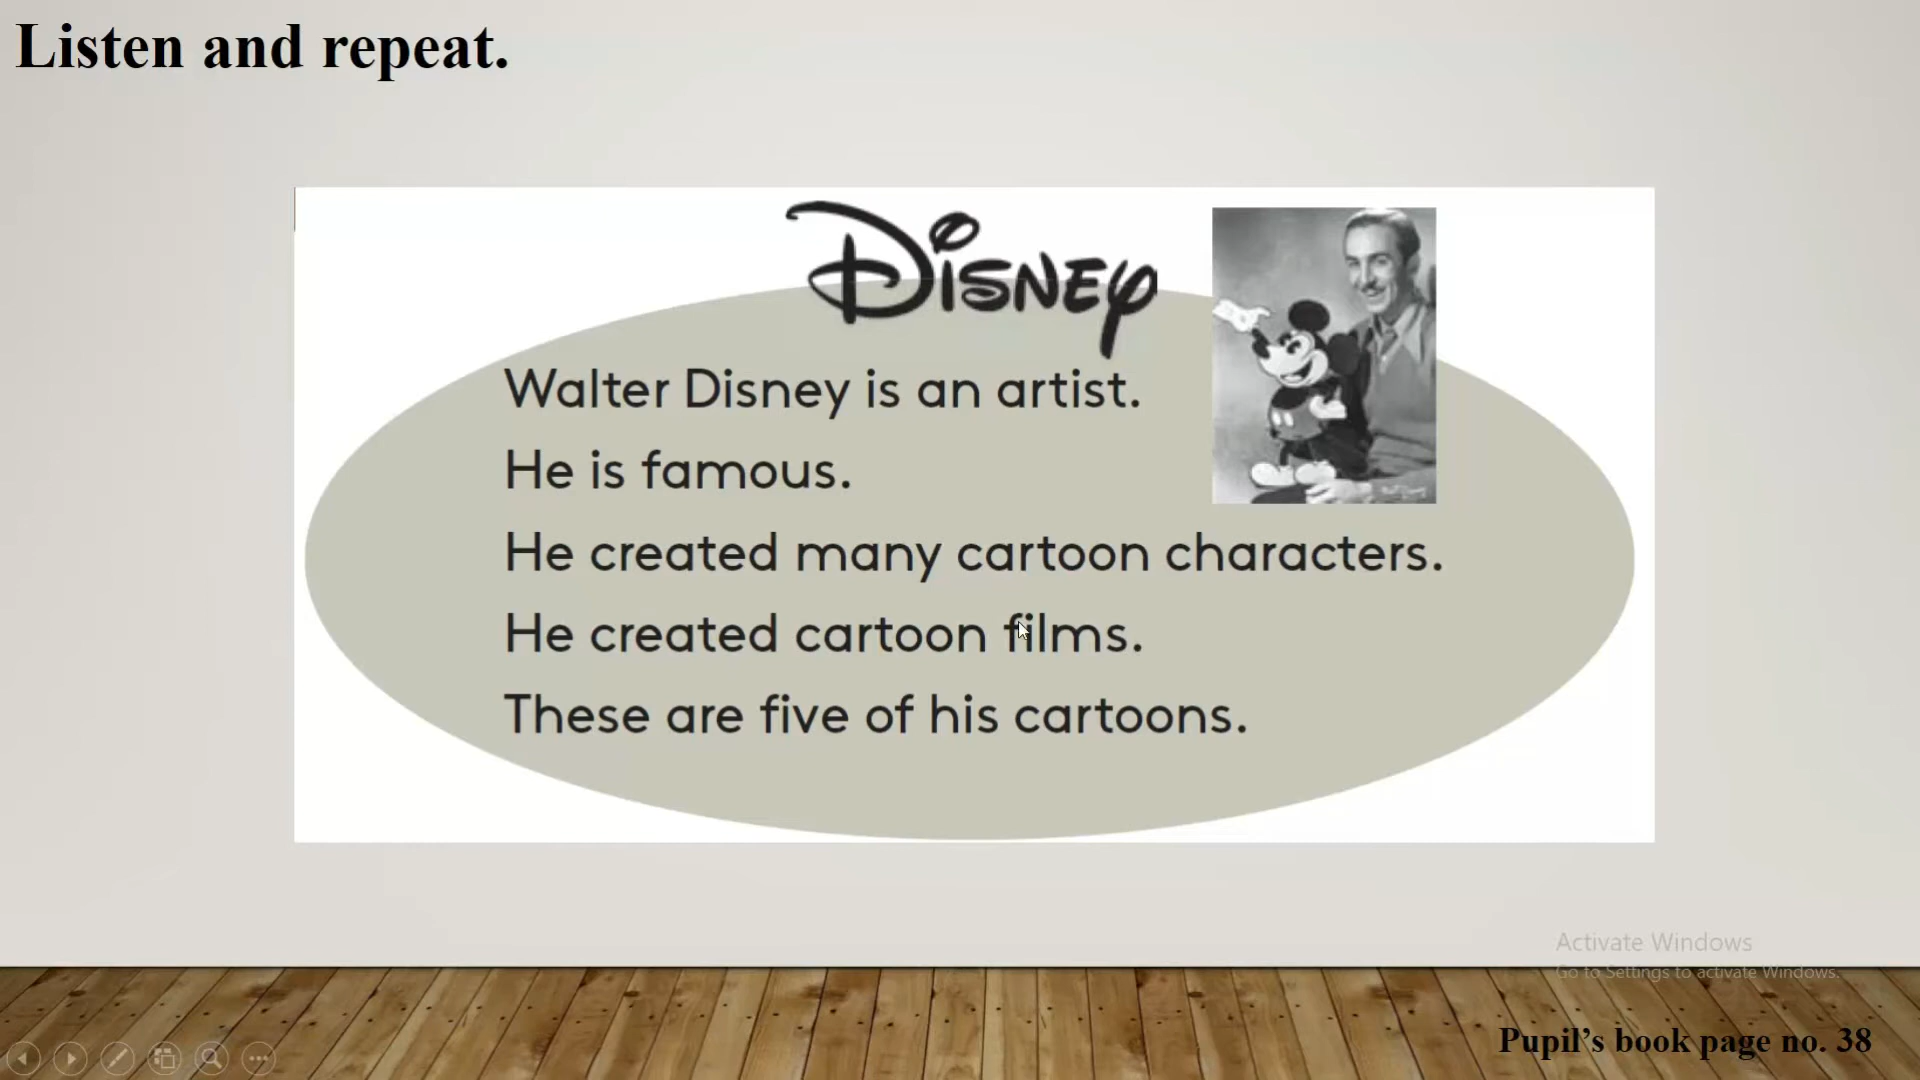 Listen and repeat.
Disney
Walter Disney is an artist.
He is famous.
He created many cartoon characters.
He created cartoon films.
These are five of his cartoons.
Activate Windows
Go to Settings to activate Windows.
Pupil’s book page no. 38